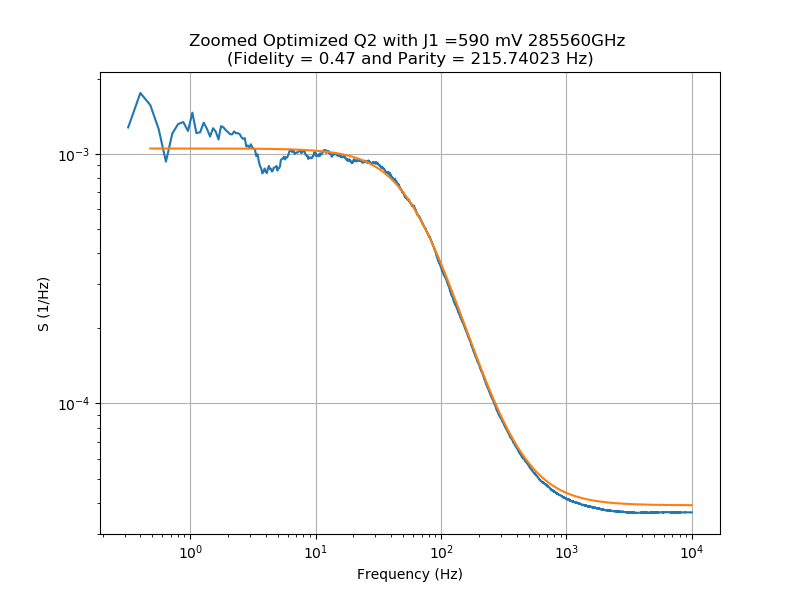 Zoomed Optimized Q2 with J1 =590 mV 285560GHz
(Fidelity = 0.47 and Parity = 215.74023 Hz)
S (1/Hz)
10⁻³
10⁻⁴
10⁰ 10¹ 10² 10³ 10⁴
Frequency (Hz)